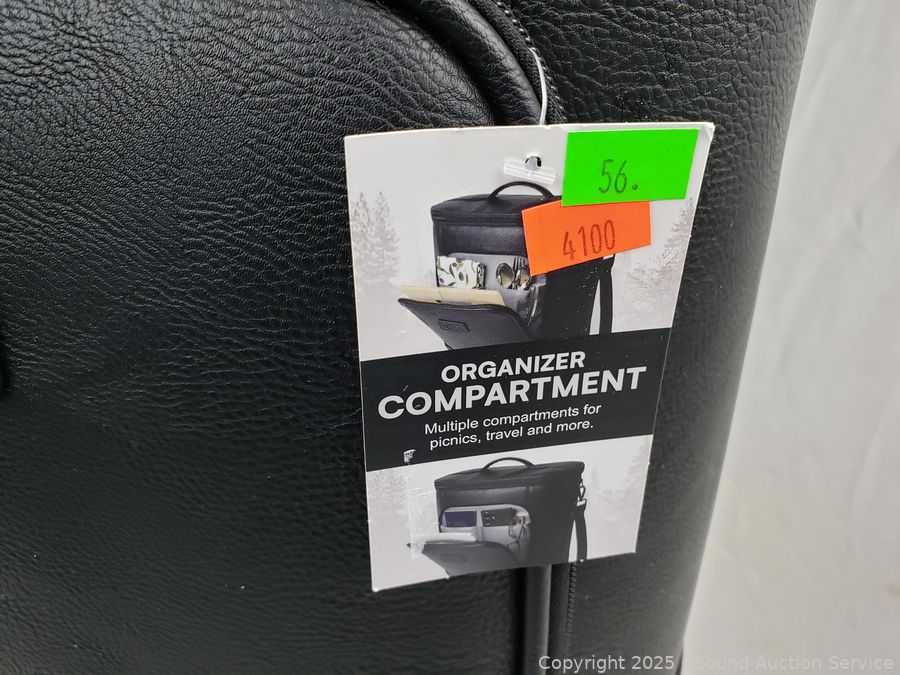 56.
4100
ORGANIZER
COMPARTMENT
Multiple compartments for
picnics, travel and more.
Copyright 2025 - Sound Auction Service